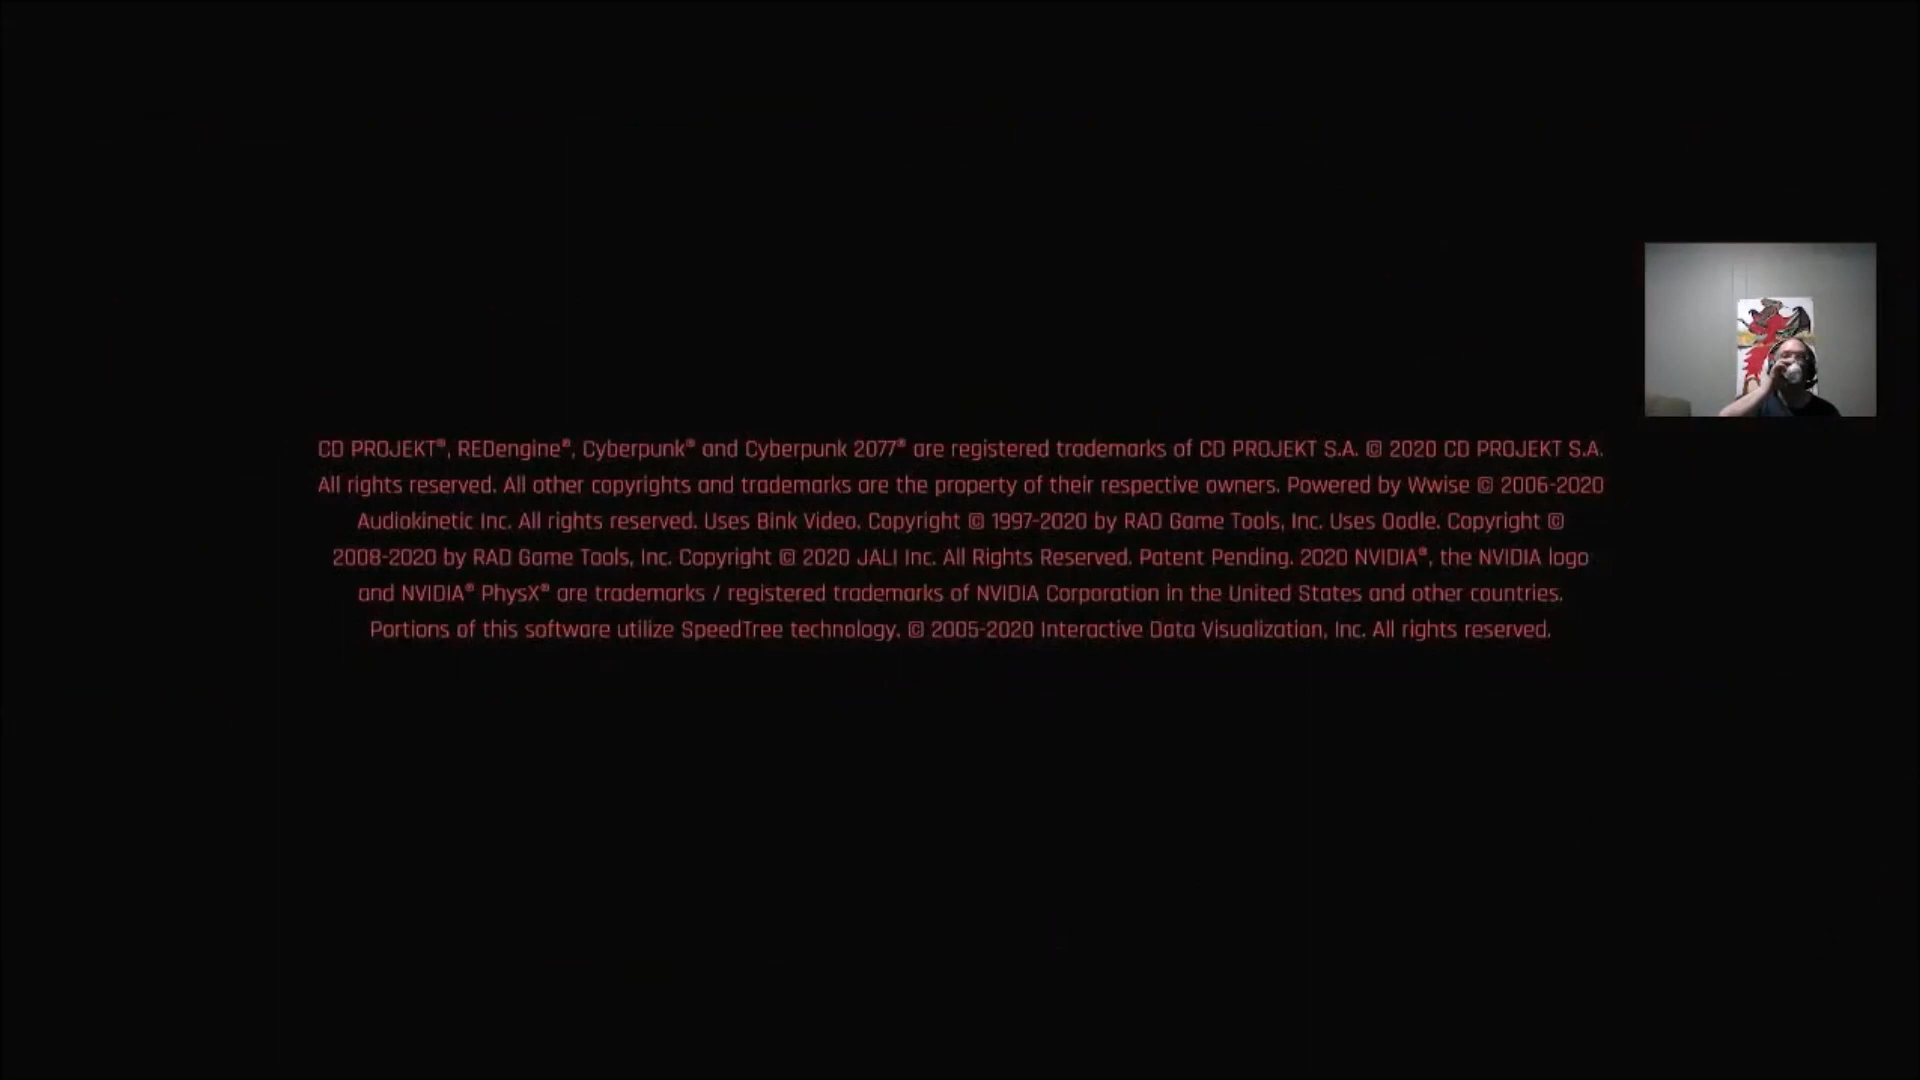 CD PROJEKT®, REDengine®, Cyberpunk® and Cyberpunk 2077® are registered trademarks of CD PROJEKT S.A. © 2020 CD PROJEKT S.A.
All rights reserved. All other copyrights and trademarks are the property of their respective owners. Powered by Wwise © 2006-2020
Audiokinetic Inc. All rights reserved. Uses Bink Video. Copyright © 1997-2020 by RAD Game Tools, Inc. Uses Oodle. Copyright ©
2008-2020 by RAD Game Tools, Inc. Copyright © 2020 JALI Inc. All Rights Reserved. Patent Pending. 2020 NVIDIA®, the NVIDIA logo
and NVIDIA® PhysX® are trademarks / registered trademarks of NVIDIA Corporation in the United States and other countries.
Portions of this software utilize SpeedTree technology. © 2005-2020 Interactive Data Visualization, Inc. All rights reserved.